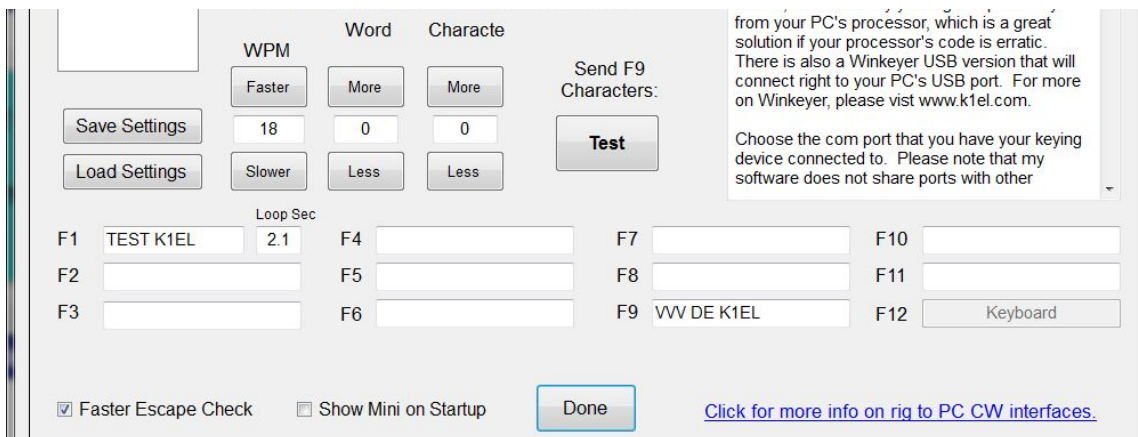 from your PC's processor, which is a great
solution if your processor's code is erratic.
There is also a Winkeyer USB version that will
connect right to your PC's USB port. For more
on Winkeyer, please vist www.k1el.com.
Choose the com port that you have your keying
device connected to. Please note that my
software does not share ports with other
Word Characte
WPM
Faster More More
Send F9
Characters:
Save Settings 18 0 0
Test
Load Settings Slower Less Less
Loop Sec
F1 TEST K1EL 2.1 F4 F7 F10
F2 F5 F8 F11
F3 F6 F9 VVV DE K1EL F12 Keyboard
Faster Escape Check Show Mini on Startup Done Click for more info on rig to PC CW interfaces.